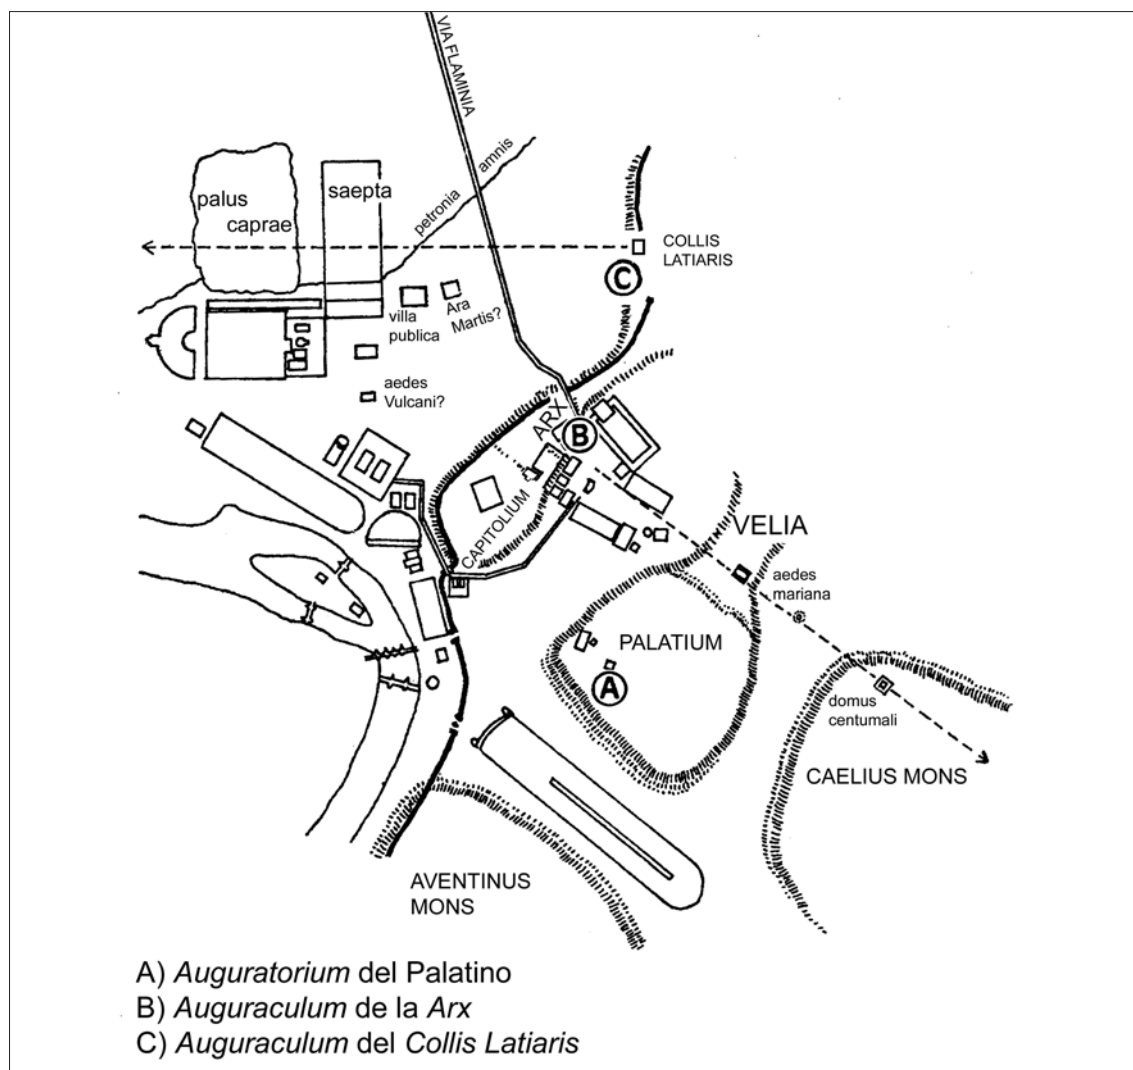 VIA FLAMINIA
petronia amnis
palus
caprae
saepta
COLLIS
LATIARIS
C
villa
publica
Ara
Martis?
aedes
Vulcani?
ARX
B
CAPITOLIUM
VELIA
aedes
mariana
PALATIUM
A
domus
centumali
CAELIUS MONS
AVENTINUS
MONS
A) Auguratorium del Palatino
B) Auguraculum de la Arx
C) Auguraculum del Collis Latiaris